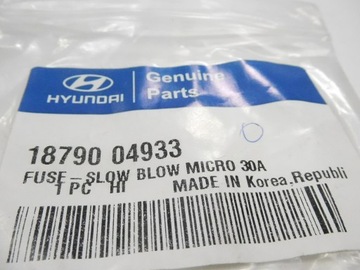 HYUNDAI
Genuine
Parts
18790 04933
FUSE-SLOW BLOW MICRO 30A
1 PC HI MADE IN Korea,Republi